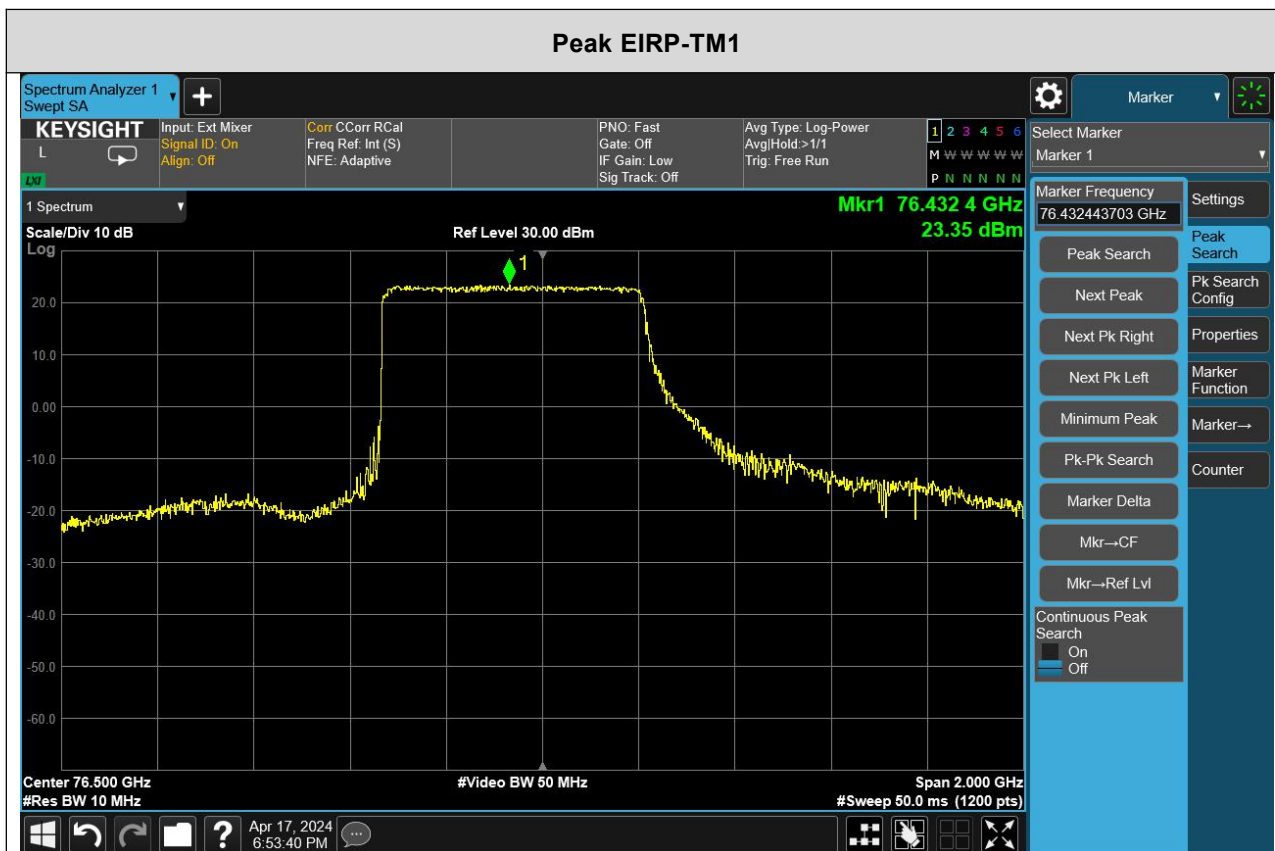 Peak EIRP-TM1
Spectrum Analyzer 1
Swept SA
Marker
KEYSIGHT
L
LXI
Input: Ext Mixer
Signal ID: On
Align: Off
Corr CCorr RCal
Freq Ref: Int (S)
NFE: Adaptive
PNO: Fast
Gate: Off
IF Gain: Low
Sig Track: Off
Avg Type: Log-Power
Avg|Hold:>1/1
Trig: Free Run
1 2 3 4 5 6
M W W W W W W
P N N N N N
Select Marker
Marker 1
1 Spectrum
Scale/Div 10 dB
Log
Ref Level 30.00 dBm
Mkr1 76.432 4 GHz
23.35 dBm
1
20.0
10.0
0.00
-10.0
-20.0
-30.0
-40.0
-50.0
-60.0
Center 76.500 GHz
#Res BW 10 MHz
#Video BW 50 MHz
Span 2.000 GHz
#Sweep 50.0 ms (1200 pts)
Marker Frequency
76.432443703 GHz
Peak Search
Next Peak
Next Pk Right
Next Pk Left
Minimum Peak
Pk-Pk Search
Marker Delta
Mkr→CF
Mkr→Ref Lvl
Continuous Peak
Search
On
Off
Settings
Peak
Search
Pk Search
Config
Properties
Marker
Function
Marker→
Counter
?
Apr 17, 2024
6:53:40 PM